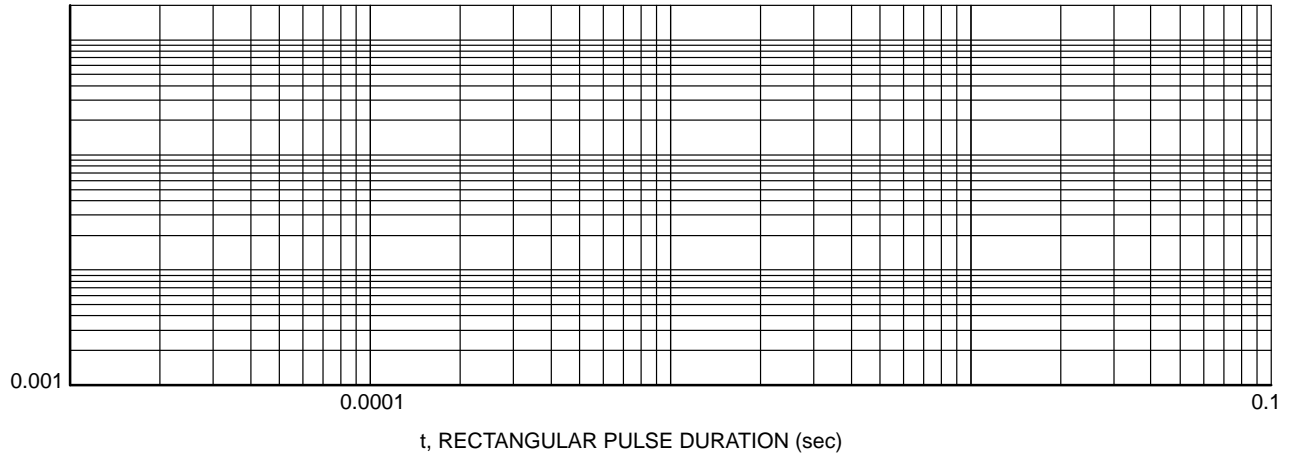 0.001
0.0001 0.1
t, RECTANGULAR PULSE DURATION (sec)